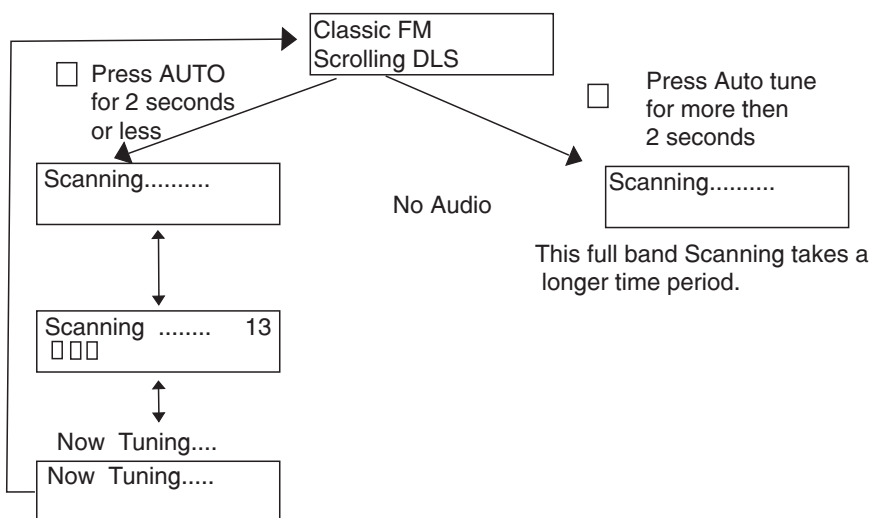 Classic FM
Scrolling DLS
Press AUTO
for 2 seconds
or less
Press Auto tune
for more then
2 seconds
Scanning..........
No Audio
Scanning..........
This full band Scanning takes a
longer time period.
Scanning ........ 13
Now Tuning....
Now Tuning.....